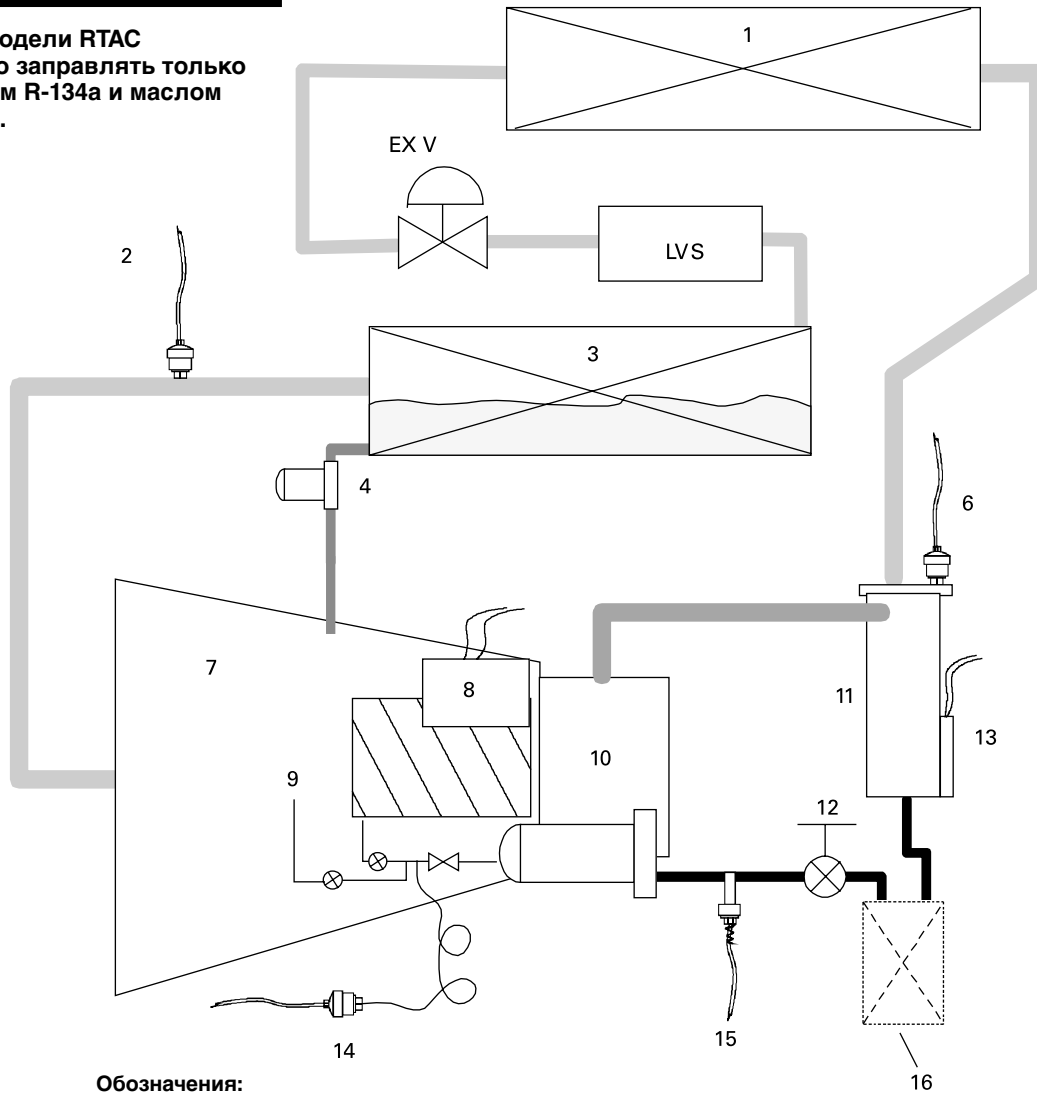 одели RTAC
о заправлять только
м R-134a и маслом
.
1
EX V
2
LVS
3
4
6
7
8
11
13
9
10
12
14
15
16
Обозначения: